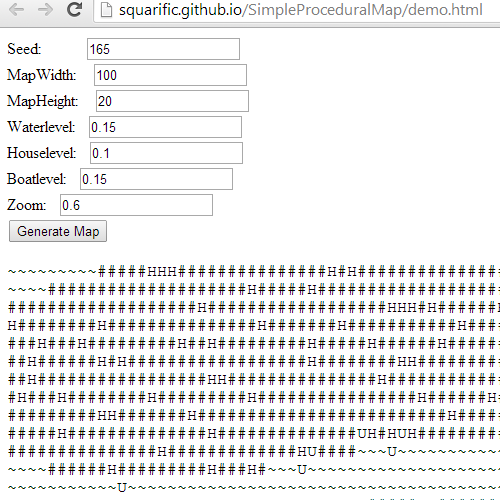 squarific.github.io/SimpleProceduralMap/demo.html
Seed: 165
MapWidth: 100
MapHeight: 20
Waterlevel: 0.15
Houselevel: 0.1
Boatlevel: 0.15
Zoom: 0.6
Generate Map
~~~~~~~~~#####HHH###############H#H##############
~~~~####################H#####H##################
###################H##################HHH#H######
H########H###############H#######H###########H###
###H###H#########H##H#########H#####H######H#####
##H######H#H##################H########HH########
##H#################HH###############H###########
#H###H########H#########H################H######H
#########HH#######H#########################H####
#####H##############H##############UH#HUH########
###############H#############HU####~~~U~~~~~~~~~~
~~~~######H#########H###H#~~~U~~~~~~~~~~~~~~~~~~~
~~~~~~~~~~~U~~~~~~~~~~~~~~~~~~~~~~~~~~~~~~~~~~~~~